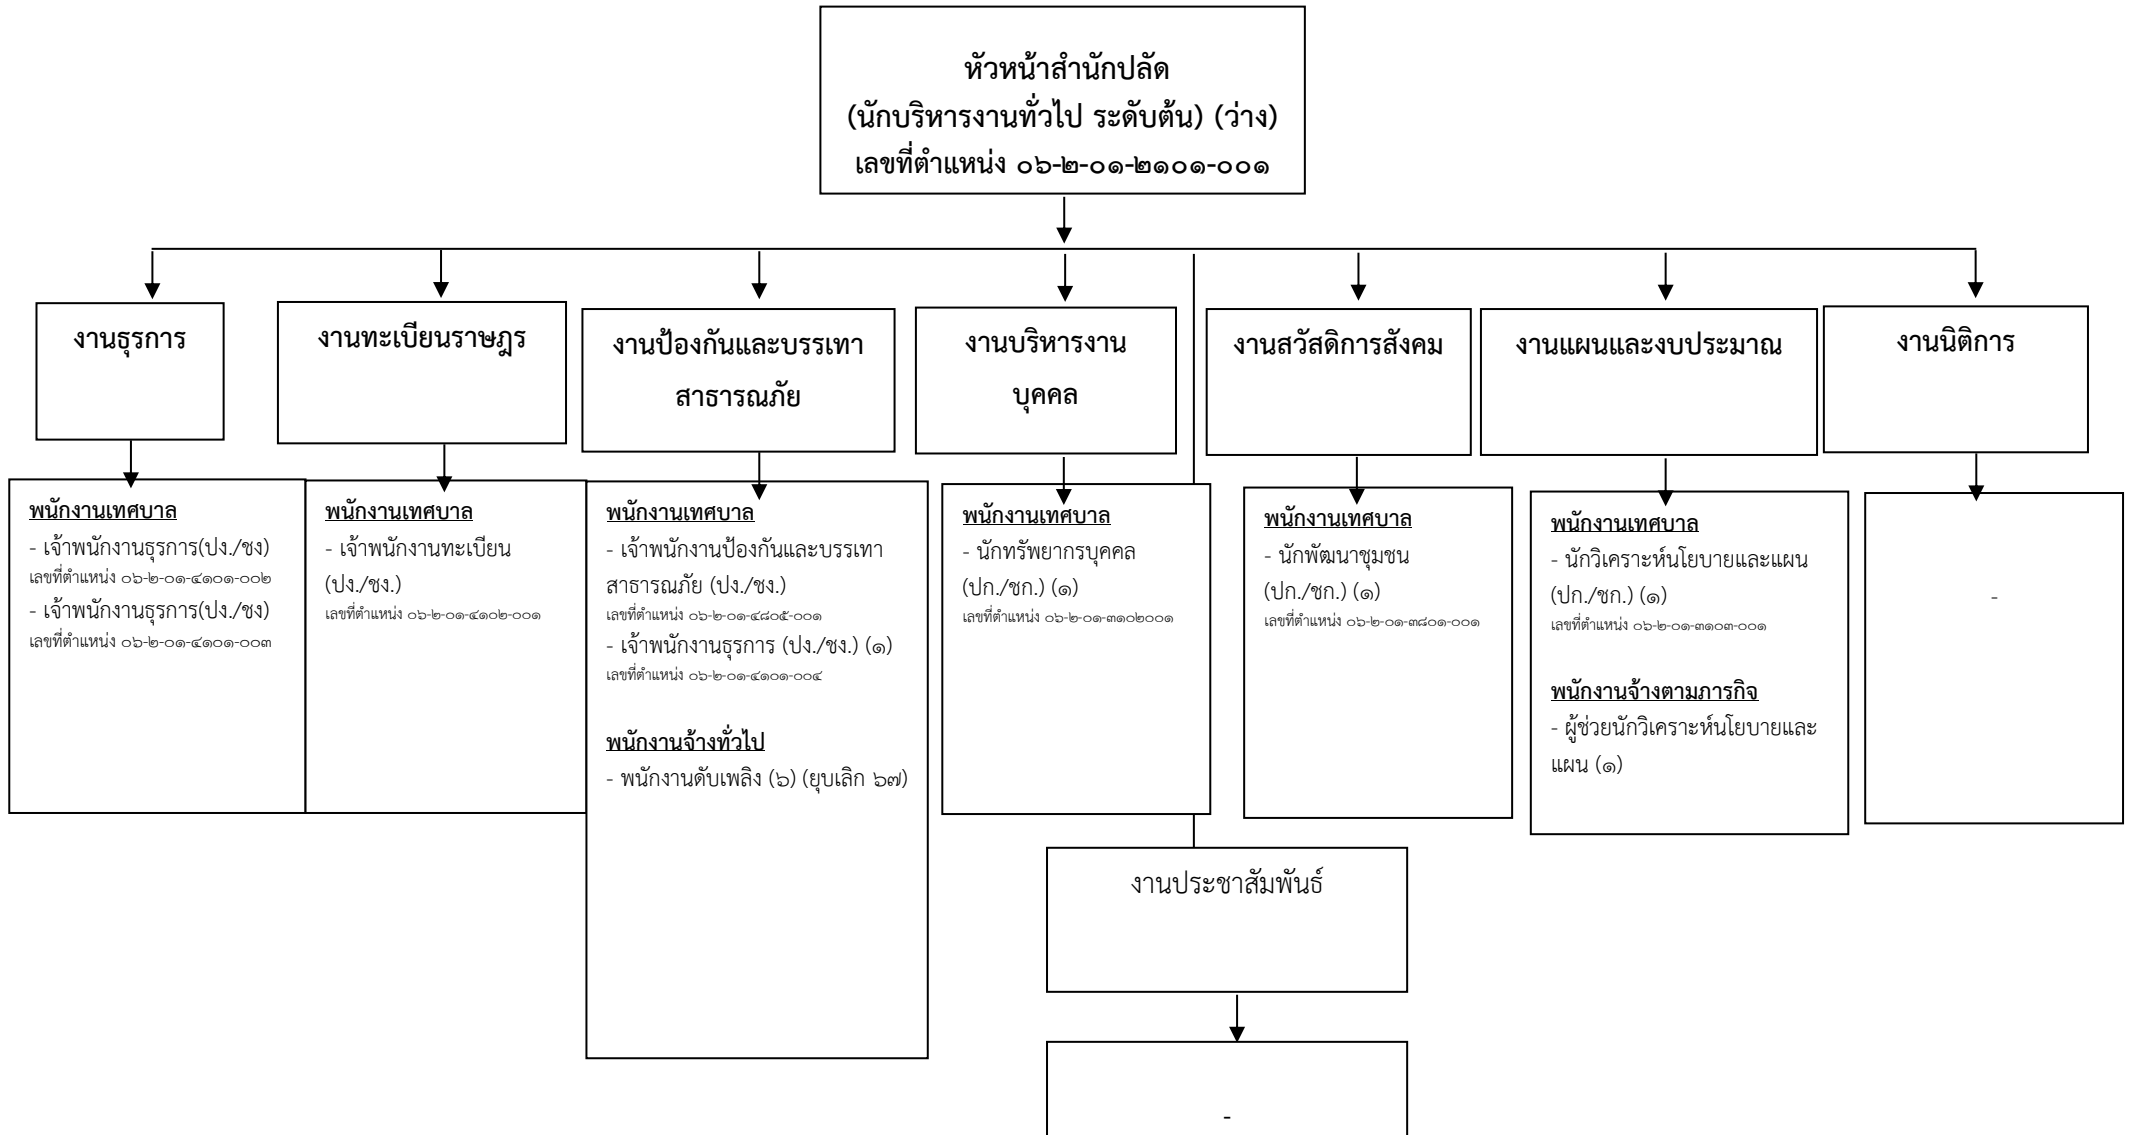 หัวหน้าสำนักปลัด
(นักบริหารงานทั่วไป ระดับต้น) (ว่าง)
เลขที่ตำแหน่ง ๐๖-๒-๐๑-๒๑๐๑-๐๐๑
งานธุรการ
งานทะเบียนราษฎร
งานป้องกันและบรรเทา
สาธารณภัย
งานบริหารงาน
บุคคล
งานสวัสดิการสังคม
งานแผนและงบประมาณ
งานนิติการ
พนักงานเทศบาล
- เจ้าพนักงานธุรการ(ปง./ชง)
เลขที่ตำแหน่ง ๐๖-๒-๐๑-๔๑๐๑-๐๐๒
- เจ้าพนักงานธุรการ(ปง./ชง)
เลขที่ตำแหน่ง ๐๖-๒-๐๑-๔๑๐๑-๐๐๓
พนักงานเทศบาล
- เจ้าพนักงานทะเบียน
(ปง./ชง.)
เลขที่ตำแหน่ง ๐๖-๒-๐๑-๔๑๐๒-๐๐๑
พนักงานเทศบาล
- เจ้าพนักงานป้องกันและบรรเทา
สาธารณภัย (ปง./ชง.)
เลขที่ตำแหน่ง ๐๖-๒-๐๑-๔๘๐๕-๐๐๑
- เจ้าพนักงานธุรการ (ปง./ชง.) (๑)
เลขที่ตำแหน่ง ๐๖-๒-๐๑-๔๑๐๑-๐๐๔
พนักงานจ้างทั่วไป
- พนักงานดับเพลิง (๖) (ยุบเลิก ๖๗)
พนักงานเทศบาล
- นักทรัพยากรบุคคล
(ปก./ชก.) (๑)
เลขที่ตำแหน่ง ๐๖-๒-๐๑-๓๑๐๒๐๐๑
พนักงานเทศบาล
- นักพัฒนาชุมชน
(ปก./ชก.) (๑)
เลขที่ตำแหน่ง ๐๖-๒-๐๑-๓๘๐๑-๐๐๑
พนักงานเทศบาล
- นักวิเคราะห์นโยบายและแผน
(ปก./ชก.) (๑)
เลขที่ตำแหน่ง ๐๖-๒-๐๑-๓๑๐๓-๐๐๑
พนักงานจ้างตามภารกิจ
- ผู้ช่วยนักวิเคราะห์นโยบายและ
แผน (๑)
-
งานประชาสัมพันธ์
-